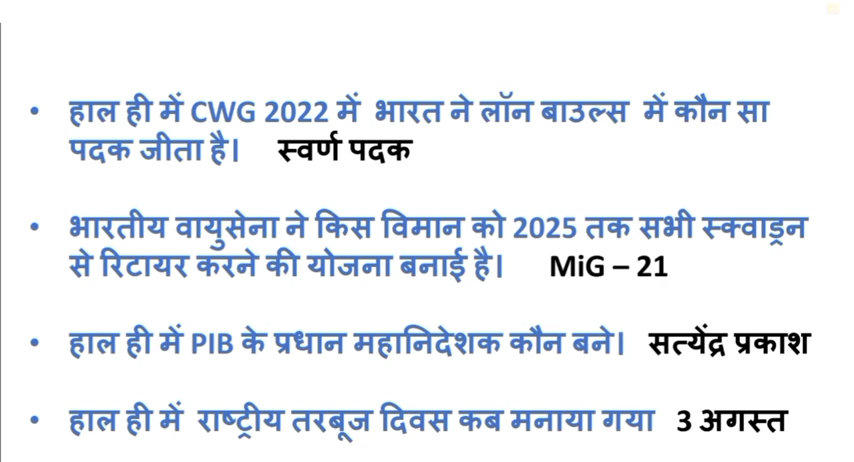 • हाल ही में CWG 2022 में भारत ने लॉन बाउल्स में कौन सा
पदक जीता है। स्वर्ण पदक
• भारतीय वायुसेना ने किस विमान को 2025 तक सभी स्क्वाड्रन
से रिटायर करने की योजना बनाई है। MiG – 21
• हाल ही में PIB के प्रधान महानिदेशक कौन बने। सत्येंद्र प्रकाश
• हाल ही में राष्ट्रीय तरबूज दिवस कब मनाया गया 3 अगस्त